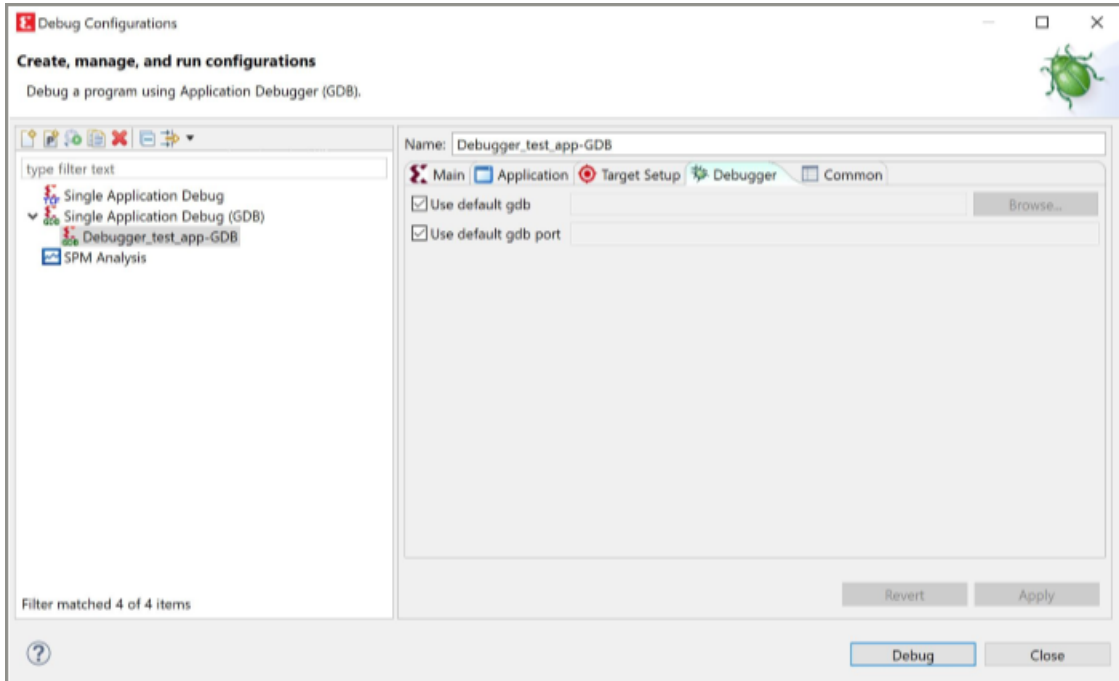 Debug Configurations
Create, manage, and run configurations
Debug a program using Application Debugger (GDB).
type filter text
Single Application Debug
Single Application Debug (GDB)
Debugger_test_app-GDB
SPM Analysis
Filter matched 4 of 4 items
Name: Debugger_test_app-GDB
Main Application Target Setup Debugger Common
Use default gdb Browse...
Use default gdb port
Revert Apply
Debug Close